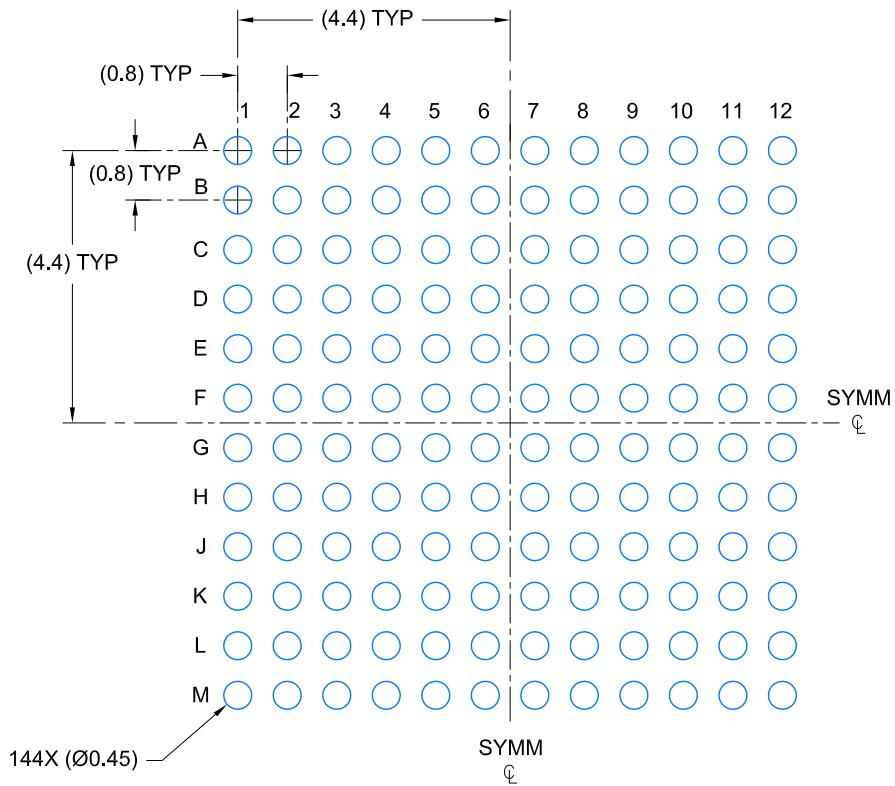 (4.4) TYP
(0.8) TYP
1 2 3 4 5 6 7 8 9 10 11 12
A
(0.8) TYP
B
C
(4.4) TYP
D
E
F
SYMM
℄
G
H
J
K
L
M
144X (Ø0.45)
SYMM
℄